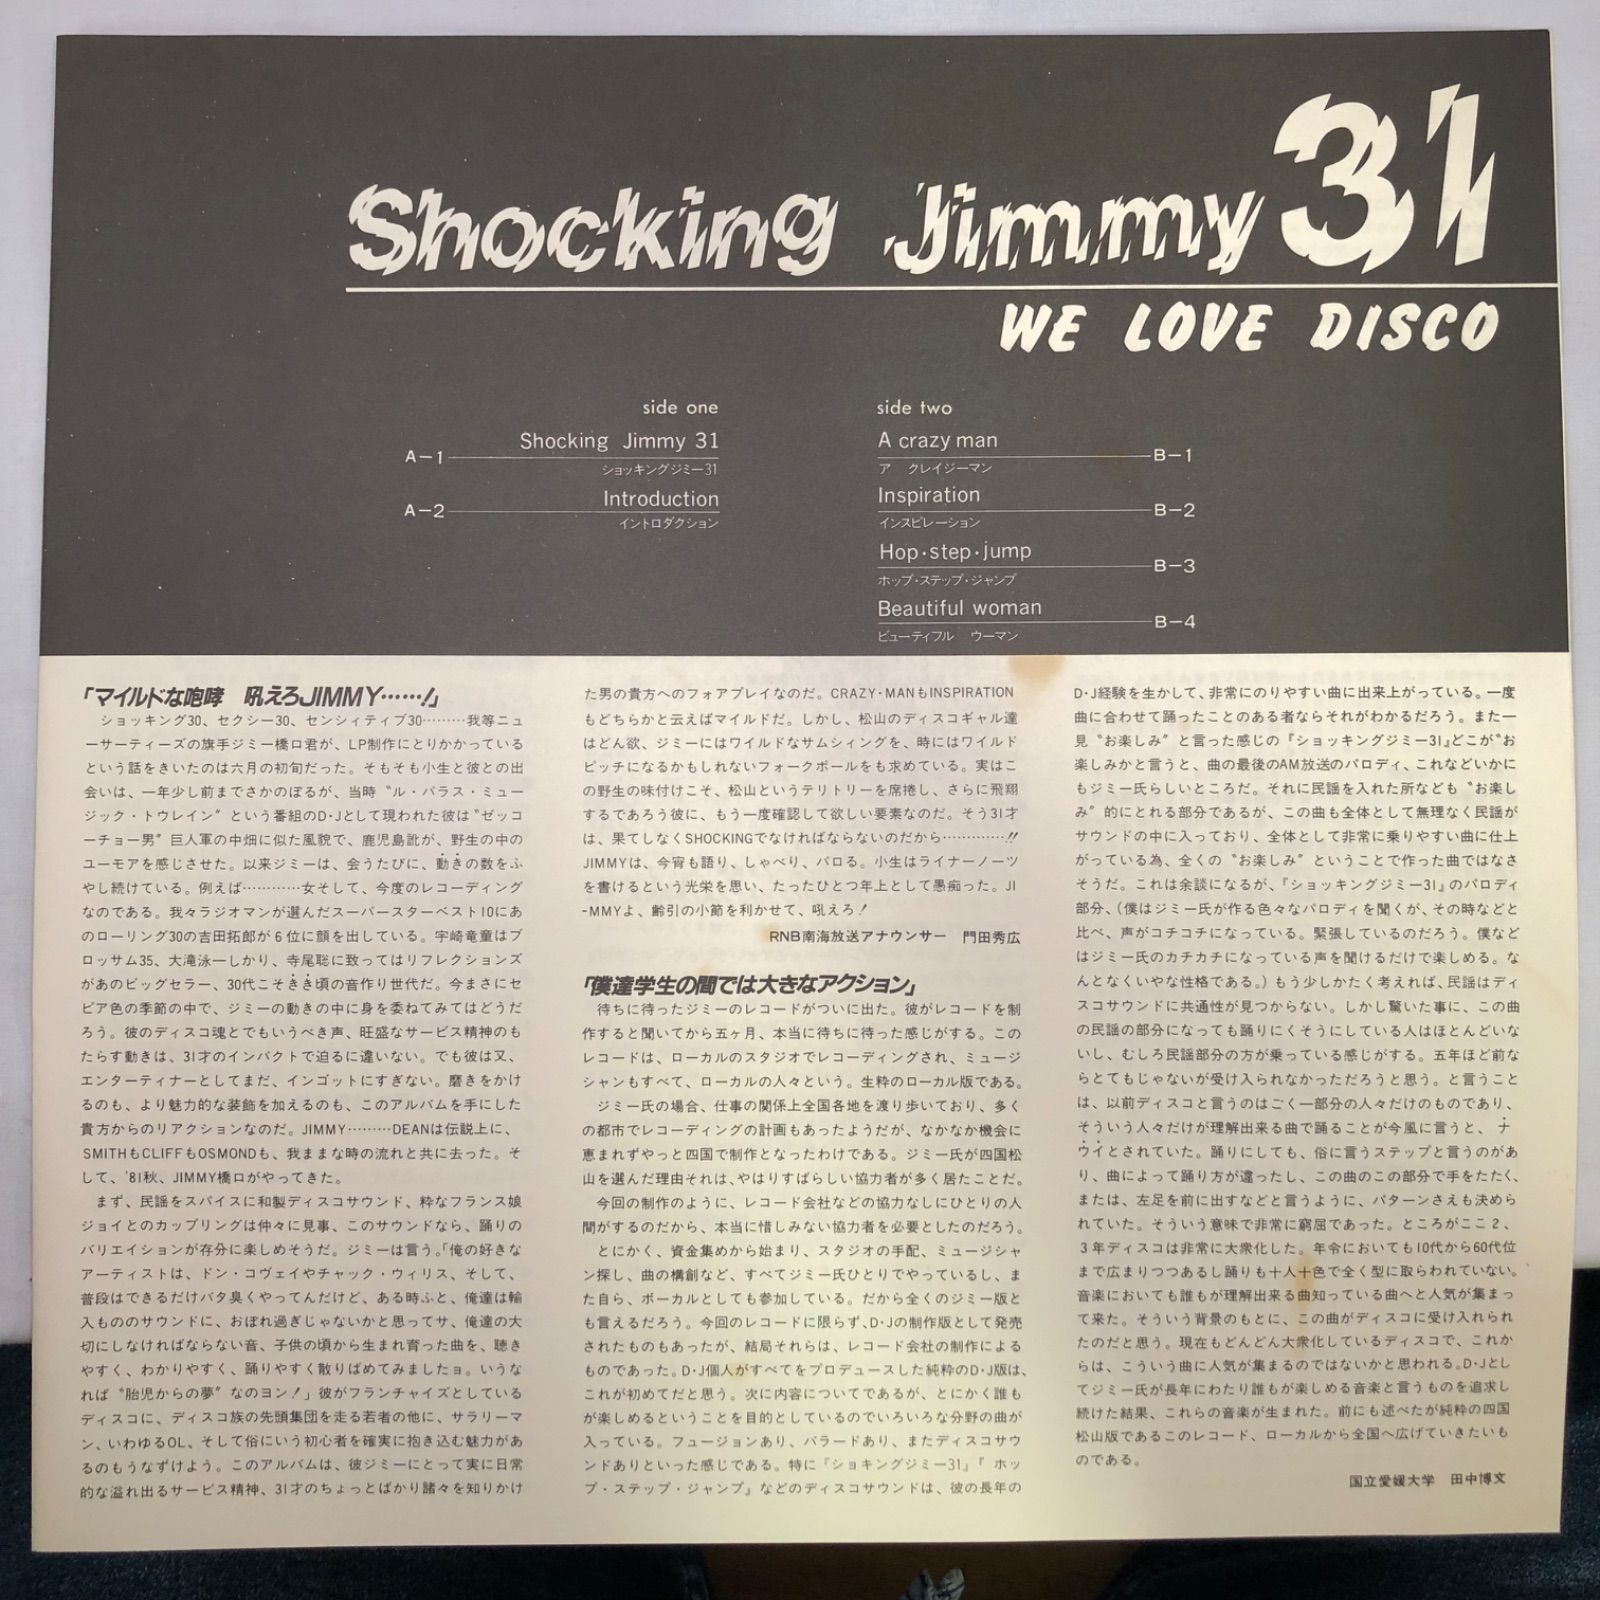 Shocking Jimmy 31
WE LOVE DISCO
side one
A-1 Shocking Jimmy 31
ショッキングジミー31
A-2 Introduction
イントロダクション
side two
A crazy man B-1
ア クレイジーマン
Inspiration B-2
インスピレーション
Hop・step・jump B-3
ホップ・ステップ・ジャンプ
Beautiful woman B-4
ビューティフル ウーマン
「マイルドな咆哮 吼えろJIMMY……!」
ショッキング30、セクシー30、センシィティブ30………我等ニュ
ーサーティーズの旗手ジミー橋口君が、LP制作にとりかかっている
という話をきいたのは六月の初旬だった。そもそも小生と彼との出
会いは、一年少し前までさかのぼるが、当時〝ル・バラス・ミュー
ジック・トウレイン〟という番組のD・Jとして現われた彼は〝ゼッコ
ーチョー男〟巨人軍の中畑に似た風貌で、鹿児島訛が、野生の中の
ユーモアを感じさせた。以来ジミーは、会うたびに、動きの数をふ
やし続けている。例えば…………女そして、今度のレコーディング
なのである。我々ラジオマンが選んだスーパースターベスト10にあ
のローリング30の吉田拓郎が6位に顔を出している。宇崎竜童はブ
ロッサム35、大滝泳一しかり、寺尾聡に致ってはリフレクションズ
があのビッグセラー、30代こそきき頃の音作り世代だ。今まさにセ
ピア色の季節の中で、ジミーの動きの中に身を委ねてみてはどうだ
ろう。彼のディスコ魂とでもいうべき声、旺盛なサービス精神のも
たらす動きは、31才のインパクトで迫るに違いない。でも彼は又、
エンターティナーとしてまだ、インゴットにすぎない。磨きをかけ
るのも、より魅力的な装飾を加えるのも、このアルバムを手にした
貴方からのリアクションなのだ。JIMMY………DEANは伝説上に、
SMITHもCLIFFもOSMONDも、我ままな時の流れと共に去った。そ
して、'81秋、JIMMY橋口がやってきた。
まず、民謡をスパイスに和製ディスコサウンド、粋なフランス娘
ジョイとのカップリングは仲々に見事、このサウンドなら、踊りの
バリエイションが存分に楽しめそうだ。ジミーは言う。「俺の好きな
アーティストは、ドン・コヴェイやチャック・ウィリス、そして、
普段はできるだけバタ臭くやってんだけど、ある時ふと、俺達は輸
入もののサウンドに、おぼれ過ぎじゃないかと思ってサ、俺達の大
切にしなければならない音、子供の頃から生まれ育った曲を、聴き
やすく、わかりやすく、踊りやすく散りばめてみましたョ。いうな
れば〝胎児からの夢〟なのヨン!」彼がフランチャイズとしている
ディスコに、ディスコ族の先頭集団を走る若者の他に、サラリーマ
ン、いわゆるOL、そして俗にいう初心者を確実に抱き込む魅力があ
るのもうなずけよう。このアルバムは、彼ジミーにとって実に日常
的な溢れ出るサービス精神、31才のちょっとばかり諸々を知りかけ
た男の貴方へのフォアプレイなのだ。CRAZY・MANもINSPIRATION
もどちらかと云えばマイルドだ。しかし、松山のディスコギャル達
はどん欲、ジミーにはワイルドなサムシィングを、時にはワイルド
ピッチになるかもしれないフォークボールをも求めている。実はこ
の野生の味付けこそ、松山というテリトリーを席捲し、さらに飛翔
するであろう彼に、もう一度確認して欲しい要素なのだ。そう31才
は、果てしなくSHOCKINGでなければならないのだから…………!!
JIMMYは、今宵も語り、しゃべり、パロる。小生はライナーノーツ
を書けるという光栄を思い、たったひとつ年上として愚痴った。JI
-MMYよ、齢引の小節を利かせて、吼えろ!
RNB南海放送アナウンサー 門田秀広
「僕達学生の間では大きなアクション」
待ちに待ったジミーのレコードがついに出た。彼がレコードを制
作すると聞いてから五ヶ月、本当に待ちに待った感じがする。この
レコードは、ローカルのスタジオでレコーディングされ、ミュージ
シャンもすべて、ローカルの人々という。生粋のローカル版である。
ジミー氏の場合、仕事の関係上全国各地を渡り歩いており、多く
の都市でレコーディングの計画もあったようだが、なかなか機会に
恵まれずやっと四国で制作となったわけである。ジミー氏が四国松
山を選んだ理由それは、やはりすばらしい協力者が多く居たことだ。
今回の制作のように、レコード会社などの協力なしにひとりの人
間がするのだから、本当に惜しみない協力者を必要としたのだろう。
とにかく、資金集めから始まり、スタジオの手配、ミュージシャ
ン探し、曲の構創など、すべてジミー氏ひとりでやっているし、ま
た自ら、ボーカルとしても参加している。だから全くのジミー版と
も言えるだろう。今回のレコードに限らず、D・Jの制作版として発売
されたものもあったが、結局それらは、レコード会社の制作による
ものであった。D・J個人がすべてをプロデュースした純粋のD・J版は、
これが初めてだと思う。次に内容についてであるが、とにかく誰も
が楽しめるということを目的としているのでいろいろな分野の曲が
入っている。フュージョンあり、バラードあり、またディスコサウ
ンドありといった感じである。特に『ショキングジミー31』『ホッ
プ・ステップ・ジャンプ』などのディスコサウンドは、彼の長年の
D・J経験を生かして、非常にのりやすい曲に出来上がっている。一度
曲に合わせて踊ったことのある者ならそれがわかるだろう。また一
見〝お楽しみ〟と言った感じの『ショッキングジミー31』どこが〝お
楽しみかと言うと、曲の最後のAM放送のパロディ、これなどいかに
もジミー氏らしいところだ。それに民謡を入れた所なども〝お楽し
み〟的にとれる部分であるが、この曲も全体として無理なく民謡が
サウンドの中に入っており、全体として非常に乗りやすい曲に仕上
がっている為、全くの〝お楽しみ〟ということで作った曲ではなさ
そうだ。これは余談になるが、『ショッキングジミー31』のパロディ
部分、(僕はジミー氏が作る色々なパロディを聞くが、その時などと
比べ、声がコチコチになっている。緊張しているのだろう。僕など
はジミー氏のカチカチになっている声を聞けるだけで楽しめる。な
んとなくいやな性格である。)もう少しかたく考えれば、民謡はディ
スコサウンドに共通性が見つからない。しかし驚いた事に、この曲
の民謡の部分になっても踊りにくそうにしている人はほとんどいな
いし、むしろ民謡部分の方が乗っている感じがする。五年ほど前な
らとてもじゃないが受け入れられなかっただろうと思う。と言うこと
は、以前ディスコと言うのはごく一部分の人々だけのものであり、
そういう人々だけが理解出来る曲で踊ることが今風に言うと、ナ
ウイとされていた。踊りにしても、俗に言うステップと言うのがあ
り、曲によって踊り方が違ったし、この曲のこの部分で手をたたく、
または、左足を前に出すなどと言うように、パターンさえも決めら
れていた。そういう意味で非常に窮屈であった。ところがここ2、
3年ディスコは非常に大衆化した。年令においても10代から60代位
まで広まりつつあるし踊りも十人十色で全く型に取らわれていない。
音楽においても誰もが理解出来る曲知っている曲へと人気が集まっ
て来た。そういう背景のもとに、この曲がディスコに受け入れられ
たのだと思う。現在もどんどん大衆化しているディスコで、これか
らは、こういう曲に人気が集まるのではないかと思われる。D・Jとし
てジミー氏が長年にわたり誰もが楽しめる音楽と言うものを追求し
続けた結果、これらの音楽が生まれた。前にも述べたが純粋の四国
松山版であるこのレコード、ローカルから全国へ広げていきたいも
のである。
国立愛媛大学 田中博文